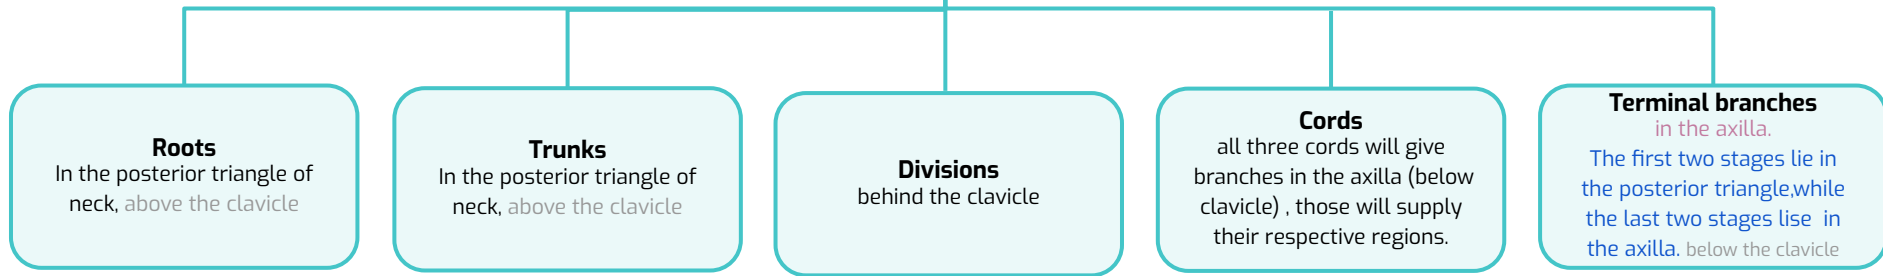 Roots
In the posterior triangle of
neck, above the clavicle
Trunks
In the posterior triangle of
neck, above the clavicle
Divisions
behind the clavicle
Cords
all three cords will give
branches in the axilla (below
clavicle) , those will supply
their respective regions.
Terminal branches
in the axilla.
The first two stages lie in
the posterior triangle,while
the last two stages lise  in
the axilla. below the clavicle